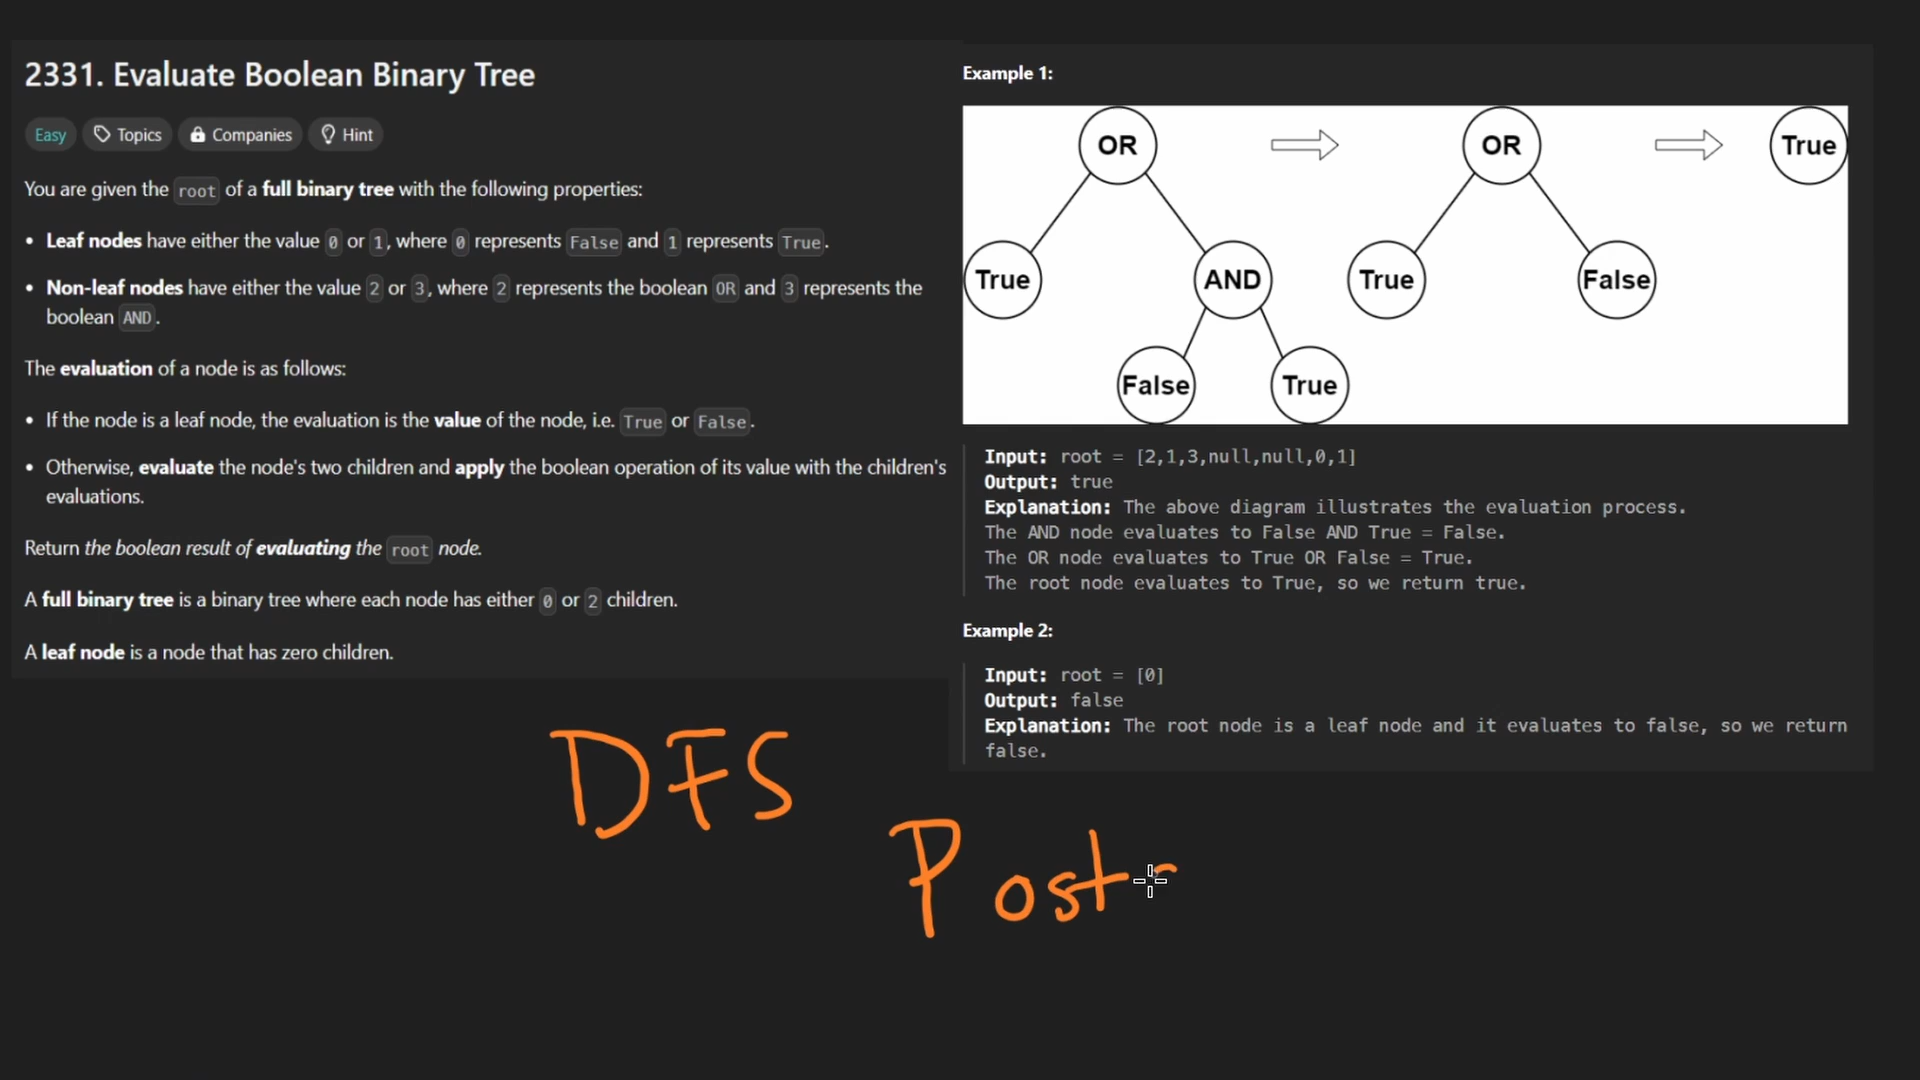 2331. Evaluate Boolean Binary Tree
Easy Topics Companies Hint
You are given the root of a full binary tree with the following properties:
• Leaf nodes have either the value 0 or 1, where 0 represents False and 1 represents True.
• Non-leaf nodes have either the value 2 or 3, where 2 represents the boolean OR and 3 represents the
boolean AND.
The evaluation of a node is as follows:
• If the node is a leaf node, the evaluation is the value of the node, i.e. True or False.
• Otherwise, evaluate the node's two children and apply the boolean operation of its value with the children's
evaluations.
Return the boolean result of evaluating the root node.
A full binary tree is a binary tree where each node has either 0 or 2 children.
A leaf node is a node that has zero children.
Example 1:
OR OR True
True AND True False
False True
Input: root = [2,1,3,null,null,0,1]
Output: true
Explanation: The above diagram illustrates the evaluation process.
The AND node evaluates to False AND True = False.
The OR node evaluates to True OR False = True.
The root node evaluates to True, so we return true.
Example 2:
Input: root = [0]
Output: false
Explanation: The root node is a leaf node and it evaluates to false, so we return
false.
DFS
Post